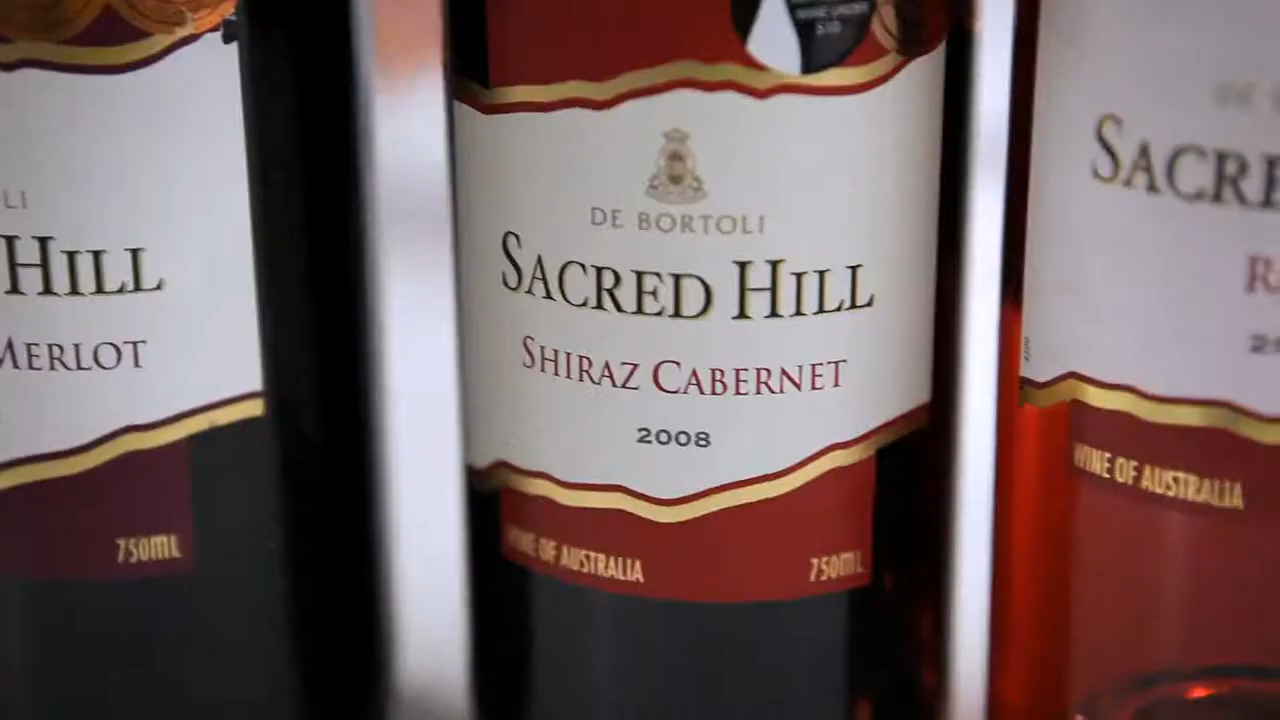 LI
HILL
MERLOT
750ML
DE BORTOLI
SACRED HILL
SHIRAZ CABERNET
2008
WINE OF AUSTRALIA
750ML
SACRE
WINE OF AUSTRALIA